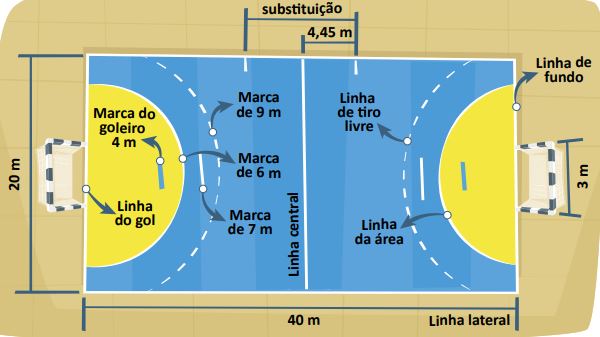 substituição
4,45 m
Linha de
fundo
Marca
de 9 m
Linha
de tiro
livre
Marca do
goleiro
4 m
Marca
de 6 m
20 m
3 m
Linha
do gol
Marca
de 7 m
Linha central
Linha
da área
40 m
Linha lateral